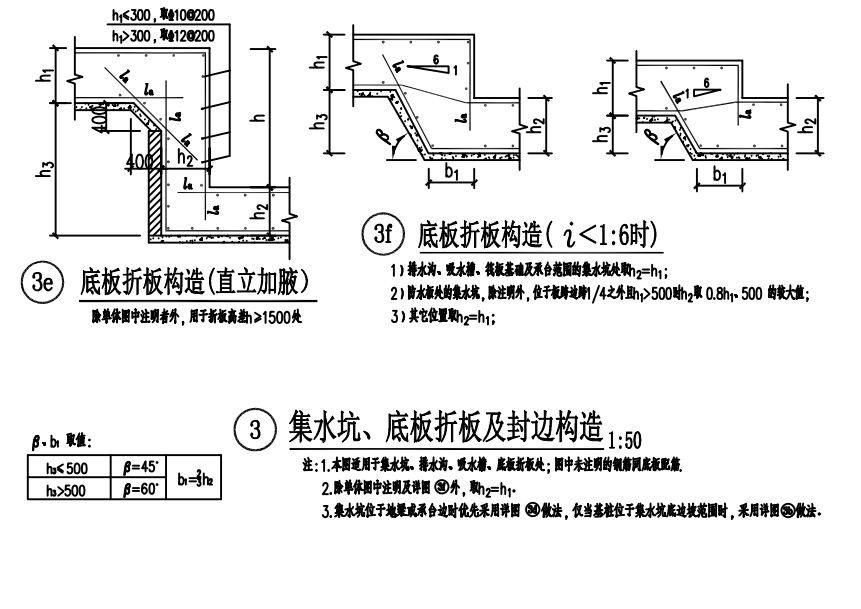 h₁≤300,取Φ10@200
h₁>300,取Φ12@200
h₁
h₃
400
400
h₂
h
h₂
la
la
la
la
la
la
3e 底板折板构造(直立加腋)
除单体图中注明者外,用于折板高差h≥1500处
h₁
h₃
la
6
1
la
β
b₁
h₂
h₁
h₃
la
1
6
la
β
b₁
h₂
3f 底板折板构造( i<1:6时)
1)排水沟、吸水槽、筏板基础及承台范围的集水坑处取h₂=h₁;
2)防水板处的集水坑,除注明外,位于板跨边跨1/4之外且h₁>500时h₂取 0.8h₁、500 的较大值;
3)其它位置取h₂=h₁;
3 集水坑、底板折板及封边构造 1:50
注:1.本图适用于集水坑、排水沟、吸水槽、底板折板处;图中未注明的钢筋同底板配筋.
2.除单体图中注明及详图 3f 外,取h₂=h₁.
3.集水坑位于地梁或承台边时优先采用详图 3d 做法,仅当基桩位于集水坑底边坡范围时,采用详图 3b 做法.
β、b₁ 取值:
h₃≤500 β=45°
h₃>500 β=60°
b₁=⅔h₂